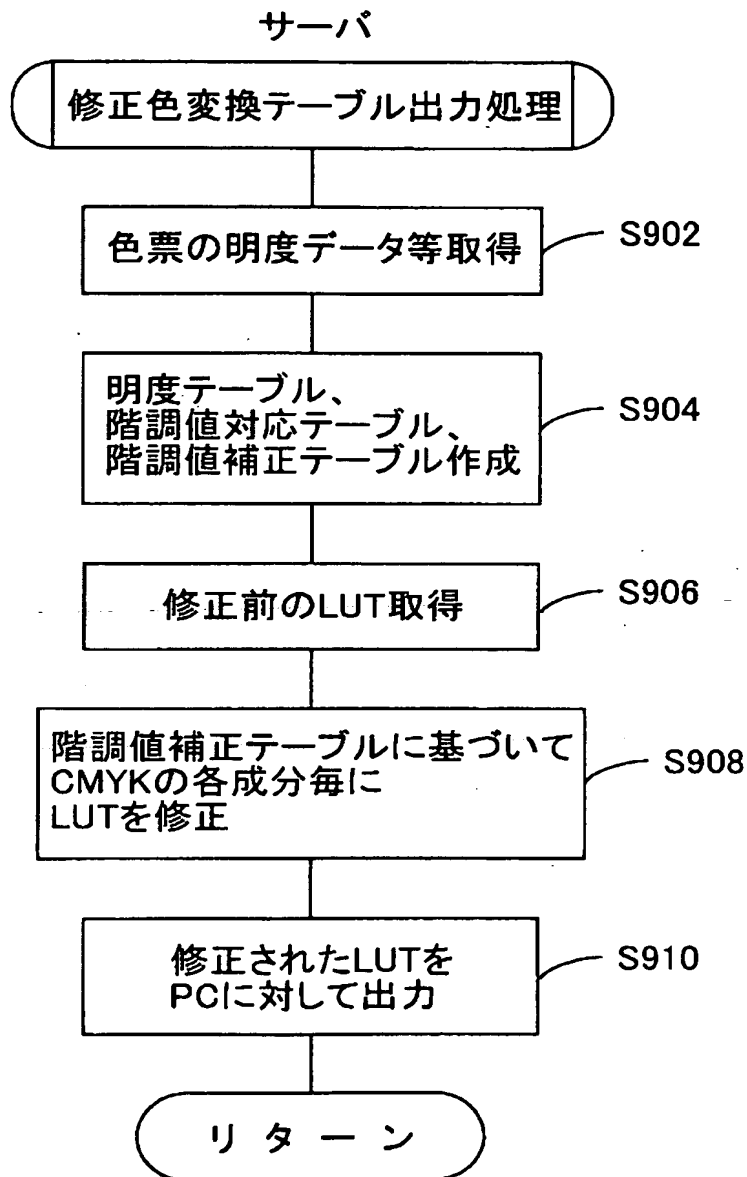 サーバ
修正色変換テーブル出力処理
色票の明度データ等取得
S902
明度テーブル、
階調値対応テーブル、
階調値補正テーブル作成
S904
修正前のLUT取得
S906
階調値補正テーブルに基づいて
CMYKの各成分毎に
LUTを修正
S908
修正されたLUTを
PCに対して出力
S910
リターン